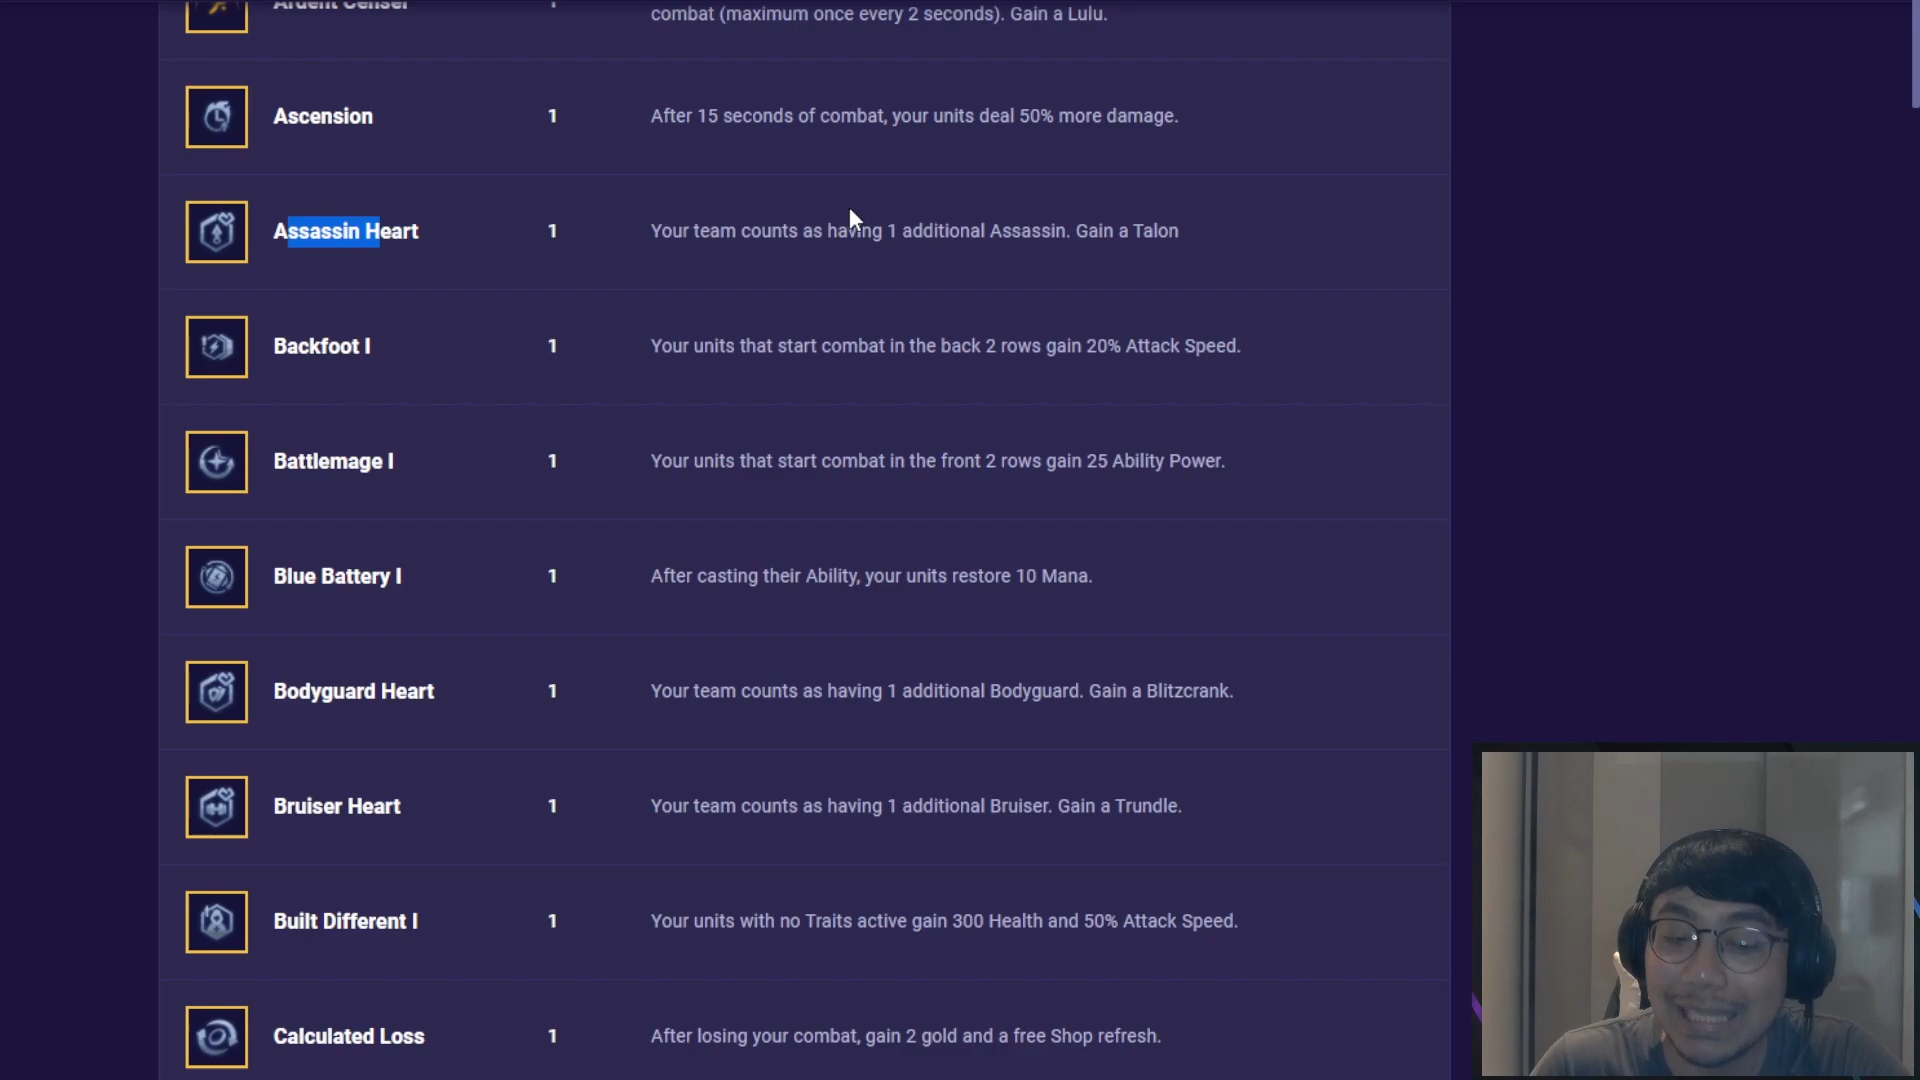 Ardent Censer 1
combat (maximum once every 2 seconds). Gain a Lulu.
Ascension 1 After 15 seconds of combat, your units deal 50% more damage.
Assassin Heart 1 Your team counts as having 1 additional Assassin. Gain a Talon
Backfoot I 1 Your units that start combat in the back 2 rows gain 20% Attack Speed.
Battlemage I 1 Your units that start combat in the front 2 rows gain 25 Ability Power.
Blue Battery I 1 After casting their Ability, your units restore 10 Mana.
Bodyguard Heart 1 Your team counts as having 1 additional Bodyguard. Gain a Blitzcrank.
Bruiser Heart 1 Your team counts as having 1 additional Bruiser. Gain a Trundle.
Built Different I 1 Your units with no Traits active gain 300 Health and 50% Attack Speed.
Calculated Loss 1 After losing your combat, gain 2 gold and a free Shop refresh.